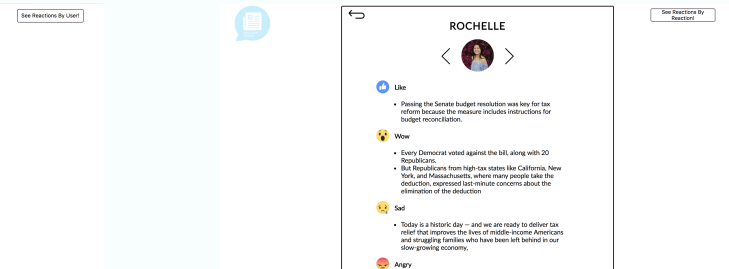 See Reactions By User!
ROCHELLE
See Reactions By
Reaction!
Like
• Passing the Senate budget resolution was key for tax
reform because the measure includes instructions for
budget reconciliation.
Wow
• Every Democrat voted against the bill, along with 20
Republicans.
• But Republicans from high-tax states like California, New
York, and Massachusetts, where many people take the
deduction, expressed last-minute concerns about the
elimination of the deduction
Sad
• Today is a historic day — and we are ready to deliver tax
relief that improves the lives of middle-income Americans
and struggling families who have been left behind in our
slow-growing economy,
Angry